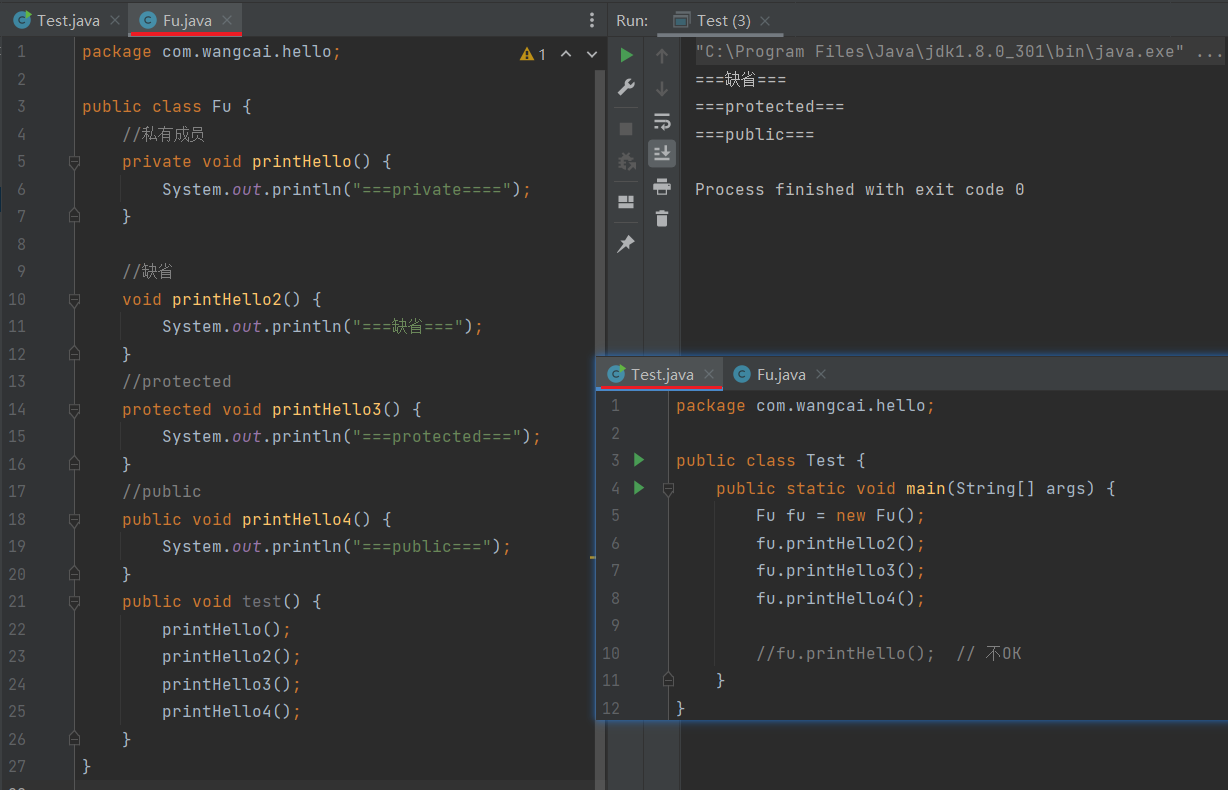 Test.java
Fu.java
1 package com.wangcai.hello;
1
2
3 public class Fu {
4     //私有成员
5     private void printHello() {
6         System.out.println("===private====");
7     }
8
9     //缺省
10     void printHello2() {
11         System.out.println("===缺省===");
12     }
13     //protected
14     protected void printHello3() {
15         System.out.println("===protected===");
16     }
17     //public
18     public void printHello4() {
19         System.out.println("===public===");
20     }
21     public void test() {
22         printHello();
23         printHello2();
24         printHello3();
25         printHello4();
26     }
27 }
Run: Test (3)
"C:\Program Files\Java\jdk1.8.0_301\bin\java.exe" ...
===缺省===
===protected===
===public===
Process finished with exit code 0
Test.java
Fu.java
1 package com.wangcai.hello;
2
3 public class Test {
4     public static void main(String[] args) {
5         Fu fu = new Fu();
6         fu.printHello2();
7         fu.printHello3();
8         fu.printHello4();
9
10         //fu.printHello();  // 不OK
11     }
12 }